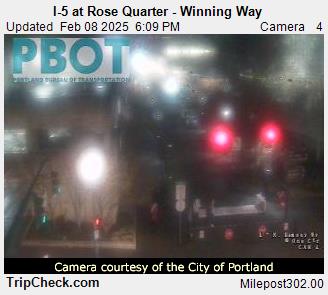 I-5 at Rose Quarter - Winning Way
Updated Feb 08 2025 6:09 PM Camera 4
PBOT
PORTLAND BUREAU OF TRANSPORTATION
Camera courtesy of the City of Portland
TripCheck.com Milepost302.00